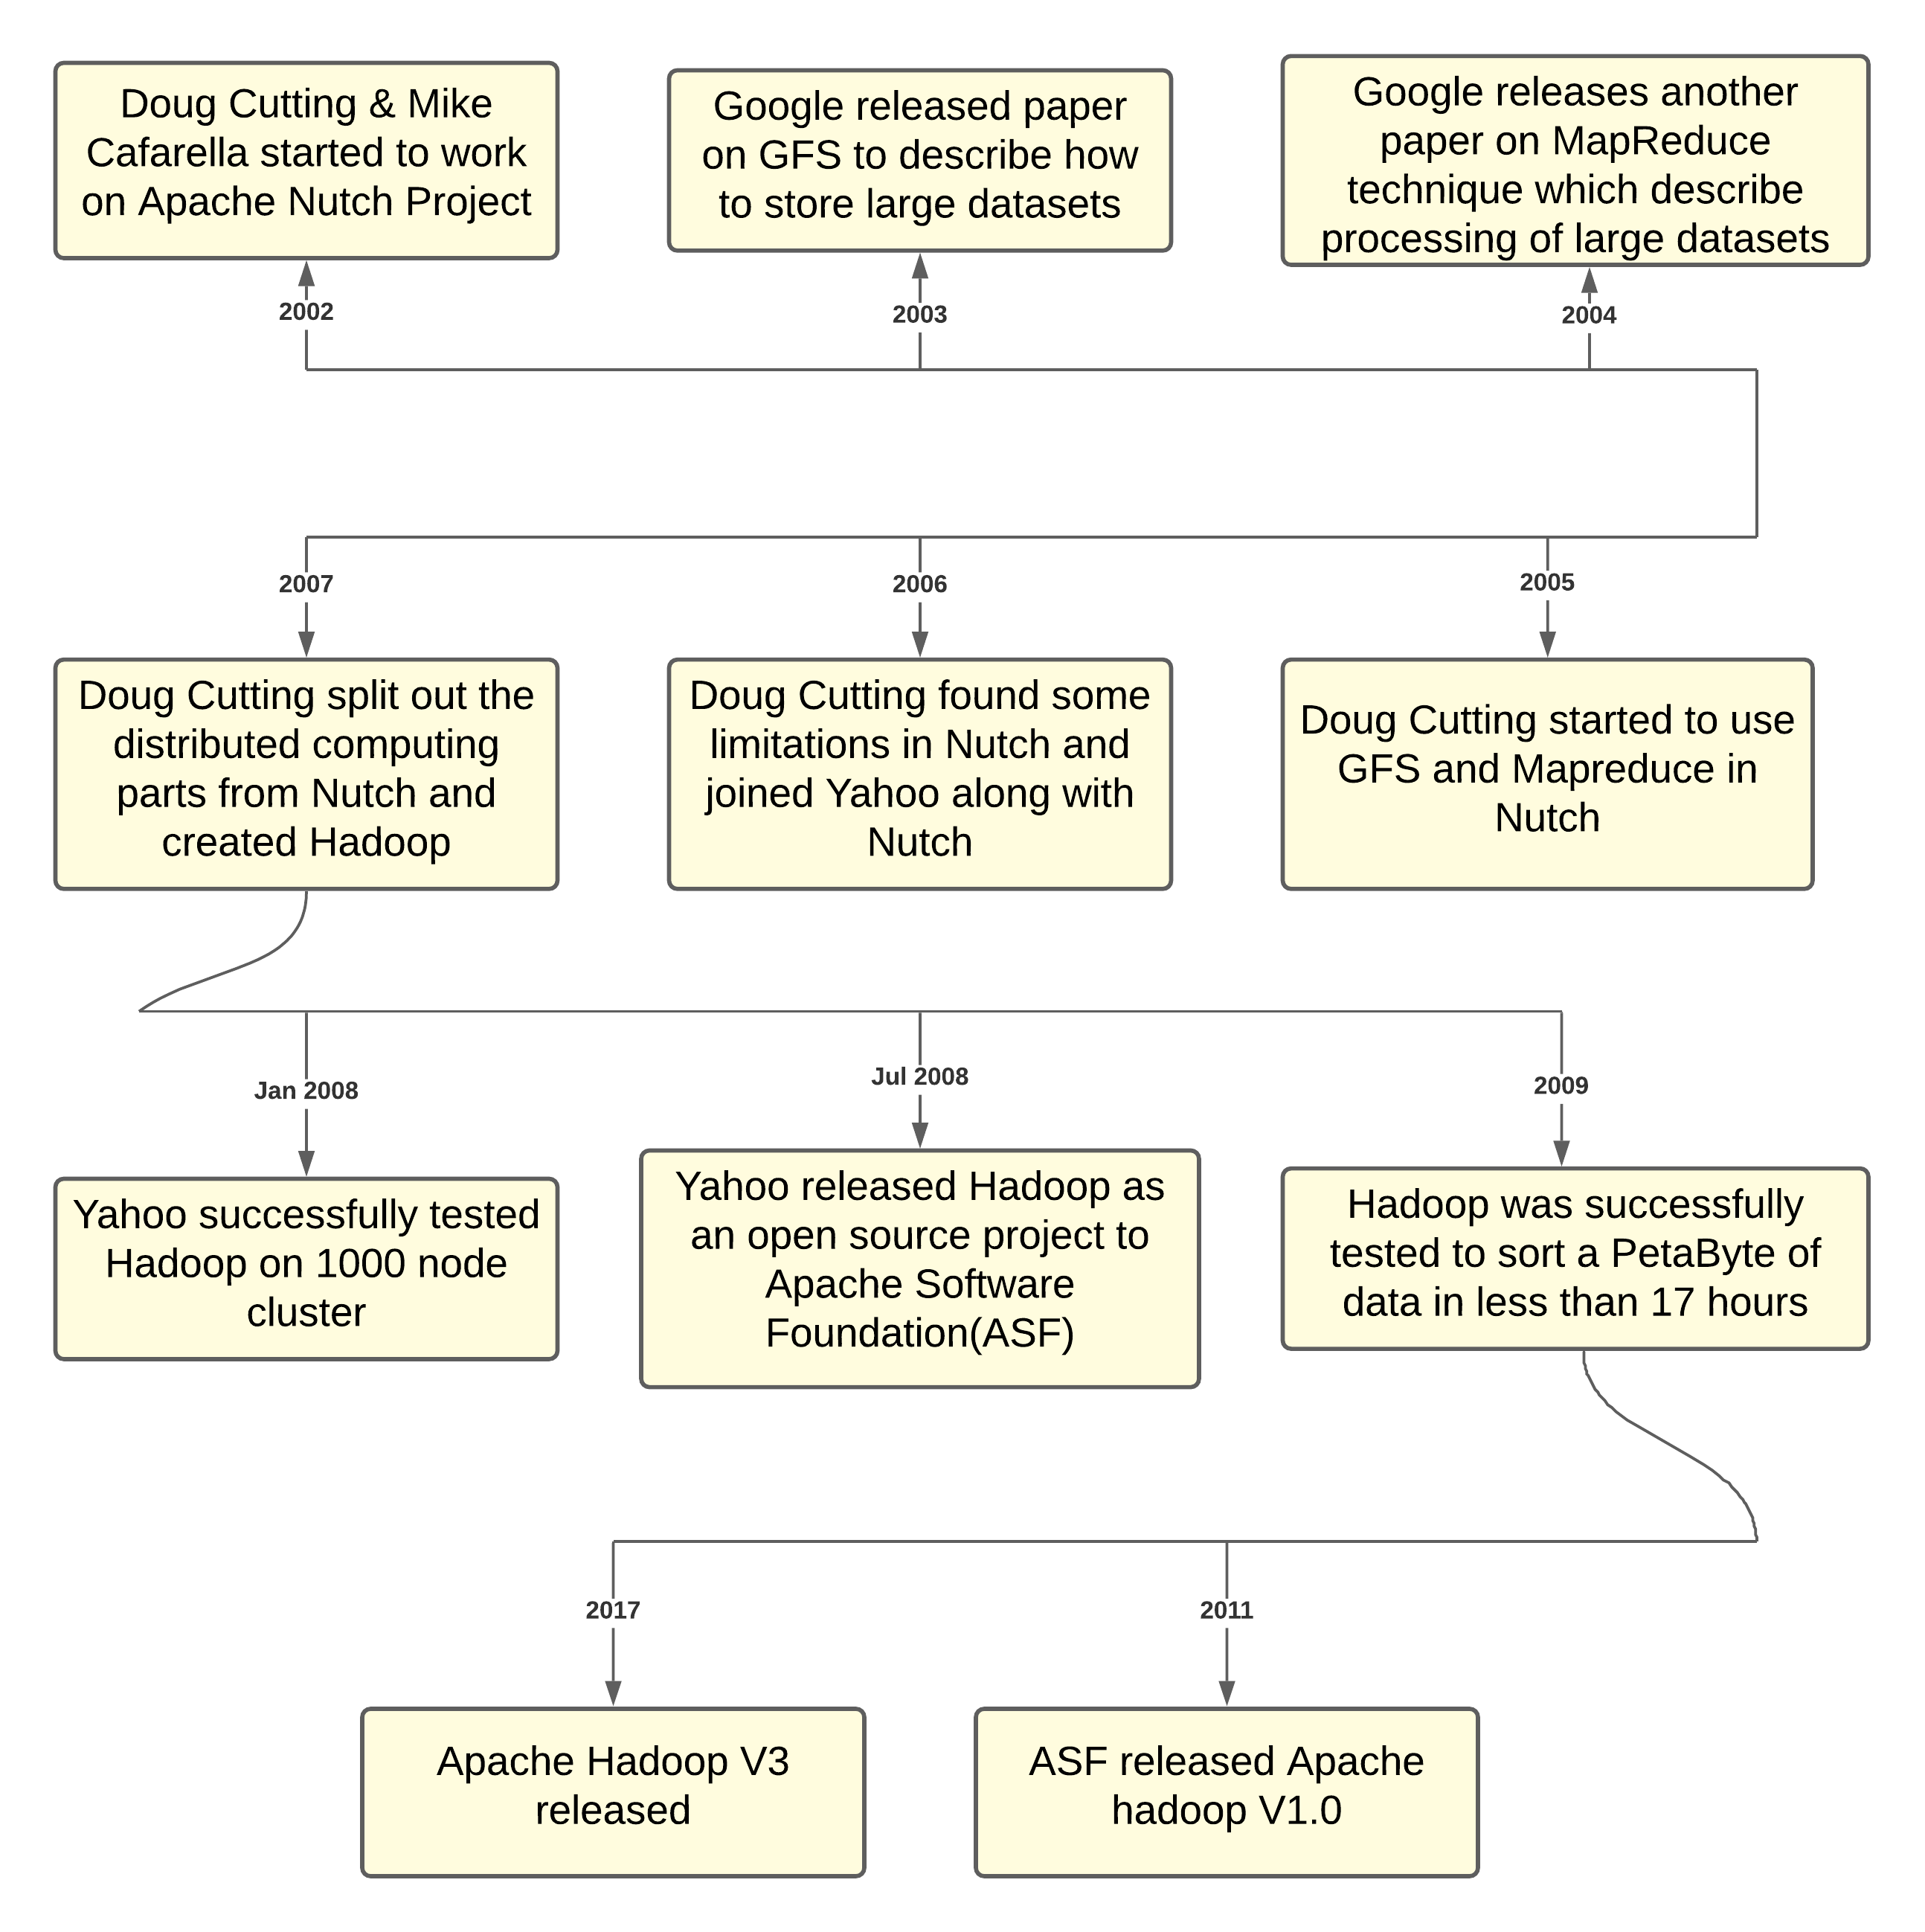 Doug Cutting & Mike
Cafarella started to work
on Apache Nutch Project
Google released paper
on GFS to describe how
to store large datasets
Google releases another
paper on MapReduce
technique which describe
processing of large datasets
2002
2003
2004
2007
2006
2005
Doug Cutting split out the
distributed computing
parts from Nutch and
created Hadoop
Doug Cutting found some
limitations in Nutch and
joined Yahoo along with
Nutch
Doug Cutting started to use
GFS and Mapreduce in
Nutch
Jan 2008
Jul 2008
2009
Yahoo successfully tested
Hadoop on 1000 node
cluster
Yahoo released Hadoop as
an open source project to
Apache Software
Foundation(ASF)
Hadoop was successfully
tested to sort a PetaByte of
data in less than 17 hours
2017
2011
Apache Hadoop V3
released
ASF released Apache
hadoop V1.0